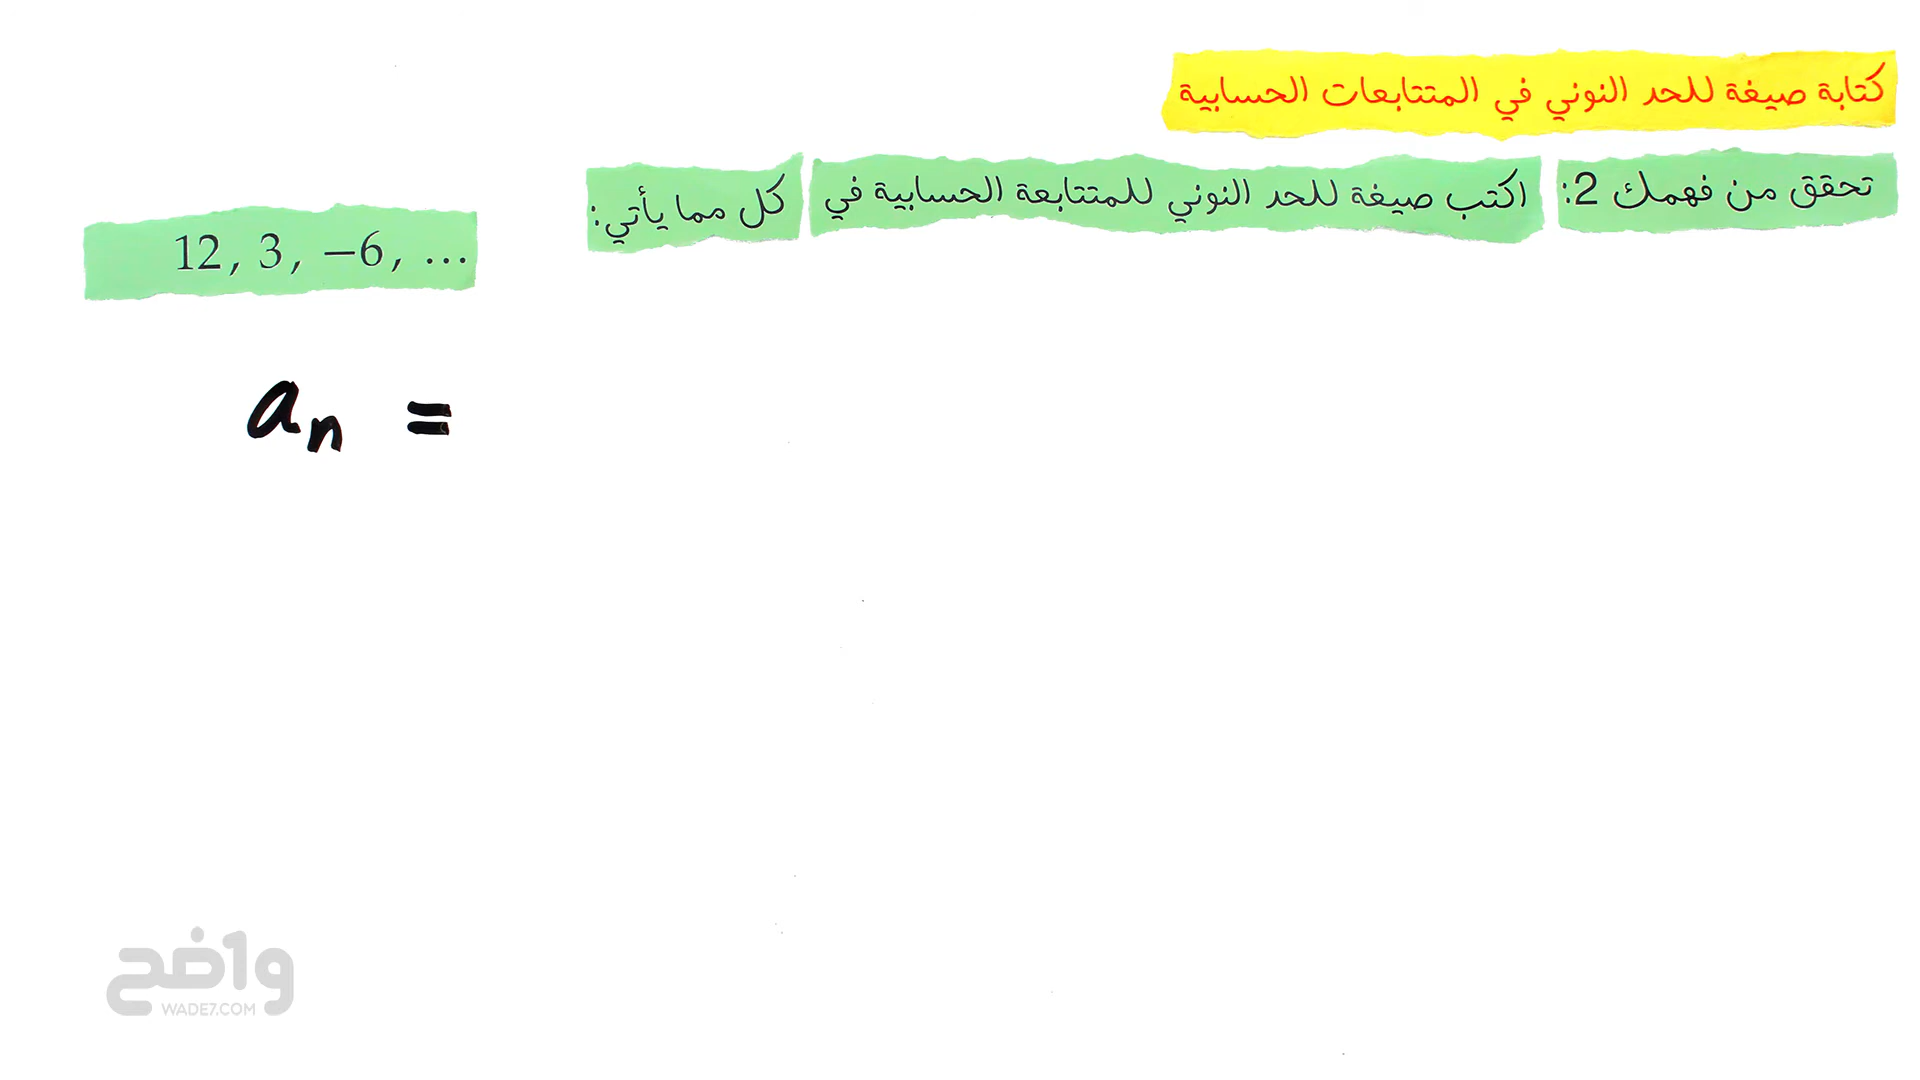 كتابة صيغة للحد النوني في المتتابعات الحسابية
تحقق من فهمك 2: اكتب صيغة للحد النوني للمتتابعة الحسابية في كل مما يأتي:
12, 3, −6, …
aₙ =
واضح
WADE7.COM